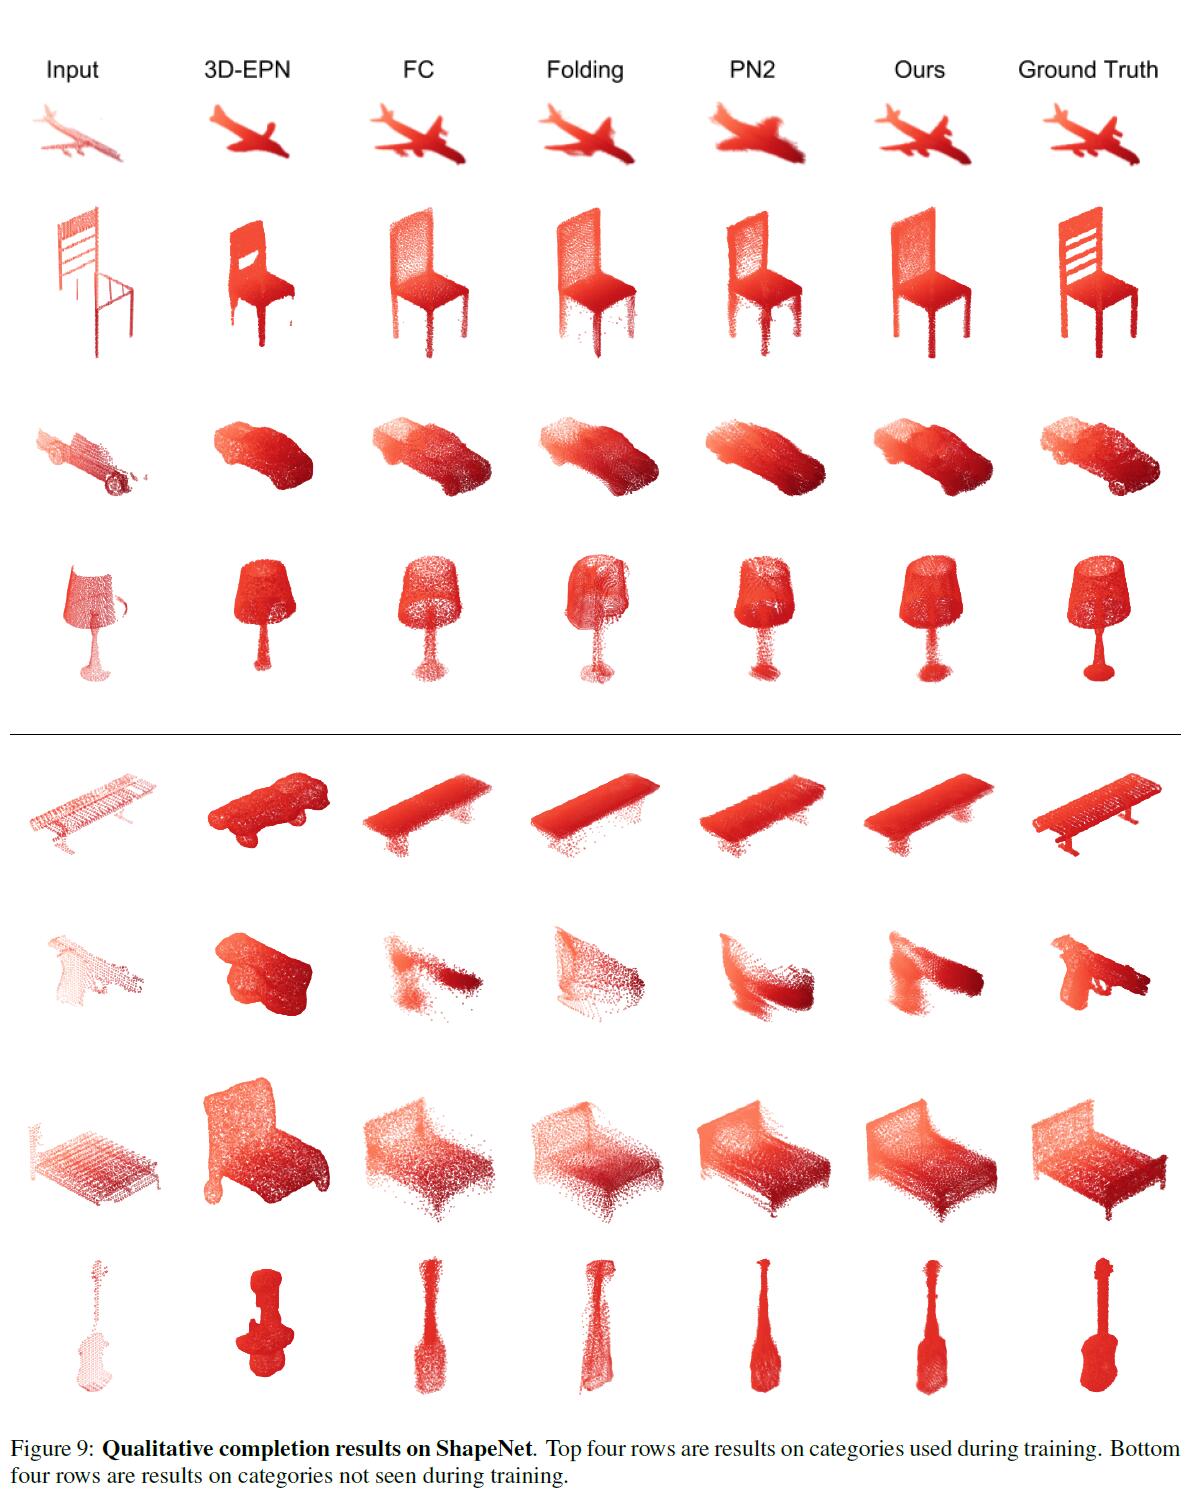 Input 3D-EPN FC Folding PN2 Ours Ground Truth
Figure 9: Qualitative completion results on ShapeNet. Top four rows are results on categories used during training. Bottom
four rows are results on categories not seen during training.